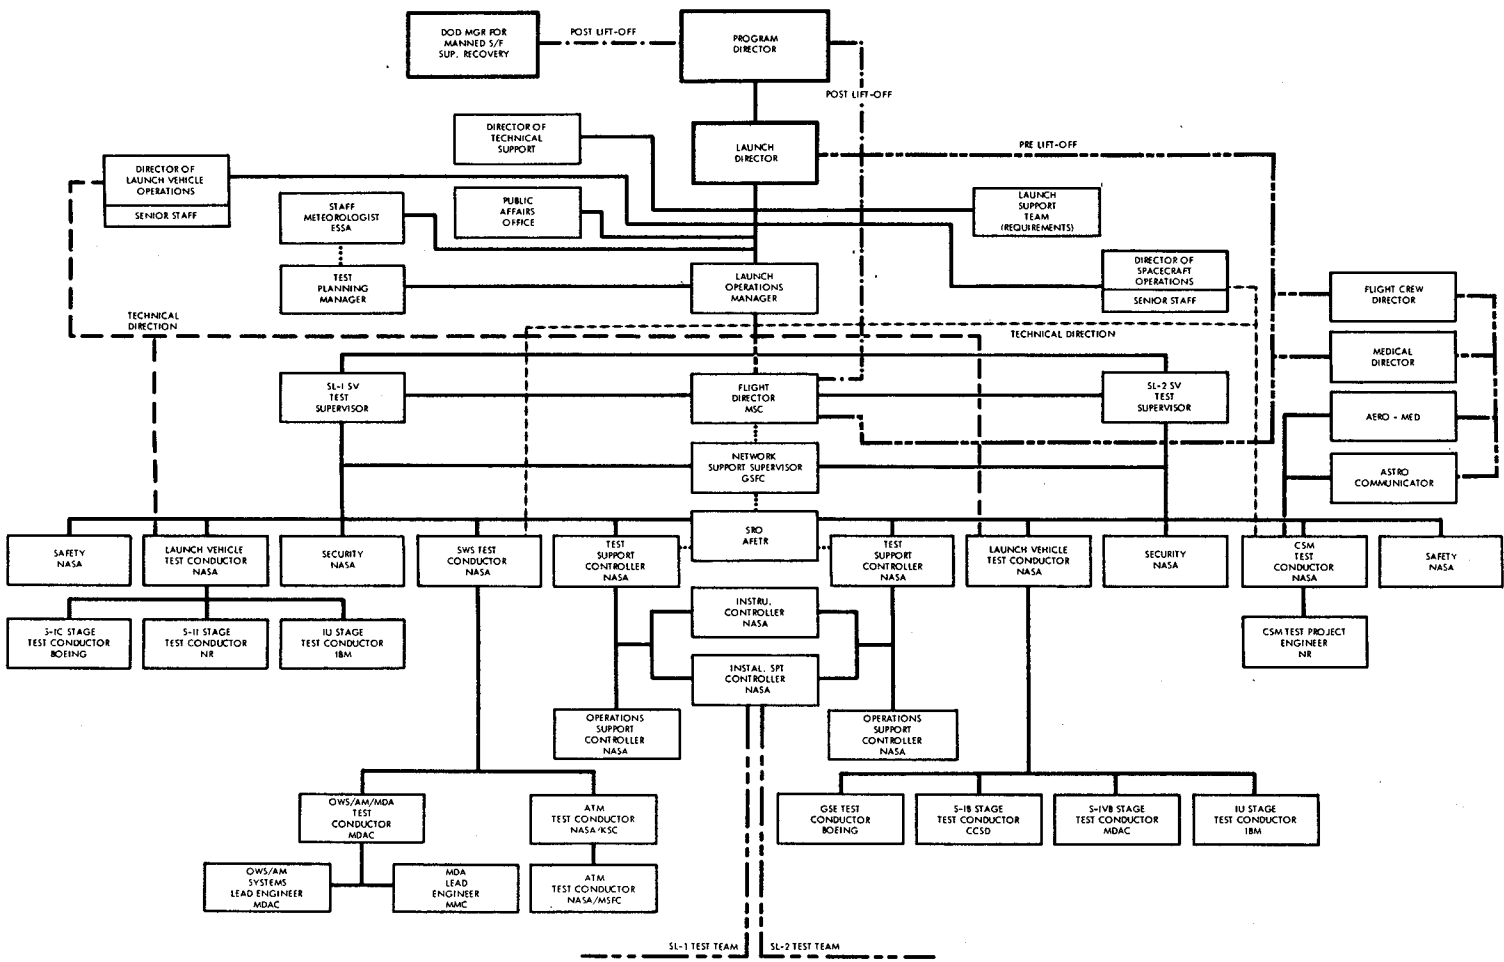 DOD MGR FOR
MANNED S/F
SUP. RECOVERY
POST LIFT-OFF
PROGRAM
DIRECTOR
POST LIFT-OFF
DIRECTOR OF
TECHNICAL
SUPPORT
LAUNCH
DIRECTOR
PRE LIFT-OFF
DIRECTOR OF
LAUNCH VEHICLE
OPERATIONS
SENIOR STAFF
STAFF
METEOROLOGIST
ESSA
PUBLIC
AFFAIRS
OFFICE
LAUNCH
SUPPORT
TEAM
(REQUIREMENTS)
TEST
PLANNING
MANAGER
LAUNCH
OPERATIONS
MANAGER
DIRECTOR OF
SPACECRAFT
OPERATIONS
SENIOR STAFF
FLIGHT CREW
DIRECTOR
TECHNICAL
DIRECTION
TECHNICAL DIRECTION
MEDICAL
DIRECTOR
SL-1 SV
TEST
SUPERVISOR
FLIGHT
DIRECTOR
MSC
SL-2 SV
TEST
SUPERVISOR
AERO - MED
NETWORK
SUPPORT SUPERVISOR
GSFC
ASTRO
COMMUNICATOR
SRO
AFETR
SAFETY
NASA
LAUNCH VEHICLE
TEST CONDUCTOR
NASA
SECURITY
NASA
SWS TEST
CONDUCTOR
NASA
TEST
SUPPORT
CONTROLLER
NASA
TEST
SUPPORT
CONTROLLER
NASA
LAUNCH VEHICLE
TEST CONDUCTOR
NASA
SECURITY
NASA
CSM
TEST
CONDUCTOR
NASA
SAFETY
NASA
S-IC STAGE
TEST CONDUCTOR
BOEING
S-II STAGE
TEST CONDUCTOR
NR
IU STAGE
TEST CONDUCTOR
IBM
INSTRU.
CONTROLLER
NASA
CSM TEST PROJECT
ENGINEER
NR
INSTAL. SPT
CONTROLLER
NASA
OPERATIONS
SUPPORT
CONTROLLER
NASA
OPERATIONS
SUPPORT
CONTROLLER
NASA
OWS/AM/MDA
TEST
CONDUCTOR
MDAC
ATM
TEST CONDUCTOR
NASA/KSC
GSE TEST
CONDUCTOR
BOEING
S-IB STAGE
TEST CONDUCTOR
CCSD
S-IVB STAGE
TEST CONDUCTOR
MDAC
IU STAGE
TEST CONDUCTOR
IBM
OWS/AM
SYSTEMS
LEAD ENGINEER
MDAC
MDA
LEAD
ENGINEER
MMC
ATM
TEST CONDUCTOR
NASA/MSFC
SL-1 TEST TEAM
SL-2 TEST TEAM